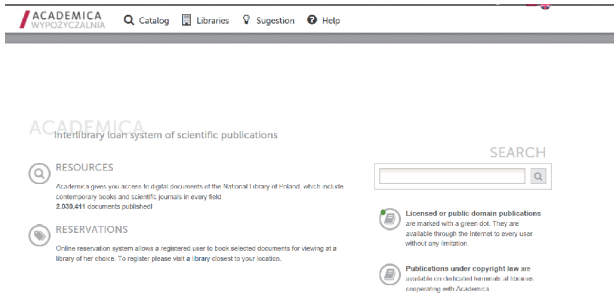 ACADEMICA
WYPOŻYCZALNIA
Catalog Libraries Sugestion Help
ACADEMICA
Interlibrary loan system of scientific publications
SEARCH
RESOURCES
Academica gives you access to digital documents of the National Library of Poland, which include
contemporary books and scientific journals in every field.
2,030,411 documents published!
RESERVATIONS
Online reservation system allows a registered user to book selected documents for viewing at a
library of her choice. To register please visit a library closest to your location.
Licensed or public domain publications
are marked with a green dot. They are
available through the Internet to every user
without any limitation.
Publications under copyright law are
available on dedicated terminals at libraries
cooperating with Academica